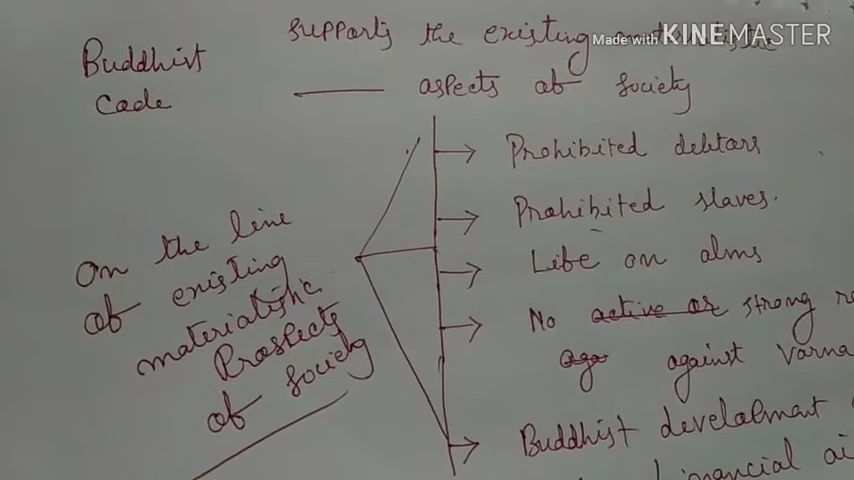 supports the existing
Made with KINEMASTER
Buddhist
Code
aspects of society
Prohibited debtors
Prohibited slaves.
Life on alms
No active or strong
against varna
Buddhist development
financial
On the line
of existing
materialistic
Prospects
of society